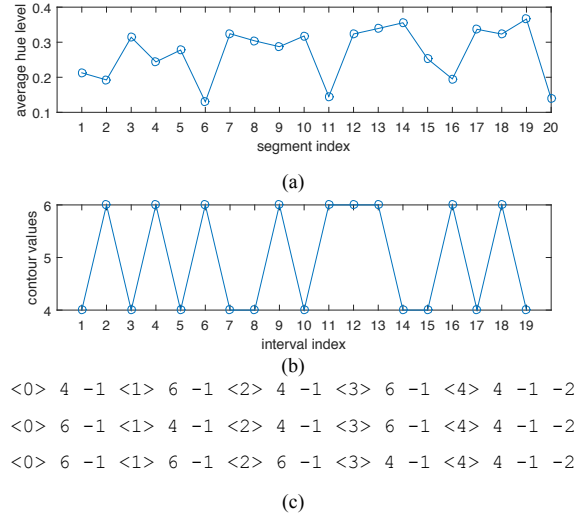 average hue level
0.4
0.3
0.2
0.1
1 2 3 4 5 6 7 8 9 10 11 12 13 14 15 16 17 18 19 20
segment index
(a)
contour values
6
5
4
1 2 3 4 5 6 7 8 9 10 11 12 13 14 15 16 17 18 19
interval index
(b)
<0> 4 -1 <1> 6 -1 <2> 4 -1 <3> 6 -1 <4> 4 -1 -2
<0> 6 -1 <1> 4 -1 <2> 4 -1 <3> 6 -1 <4> 4 -1 -2
<0> 6 -1 <1> 6 -1 <2> 6 -1 <3> 4 -1 <4> 4 -1 -2
(c)